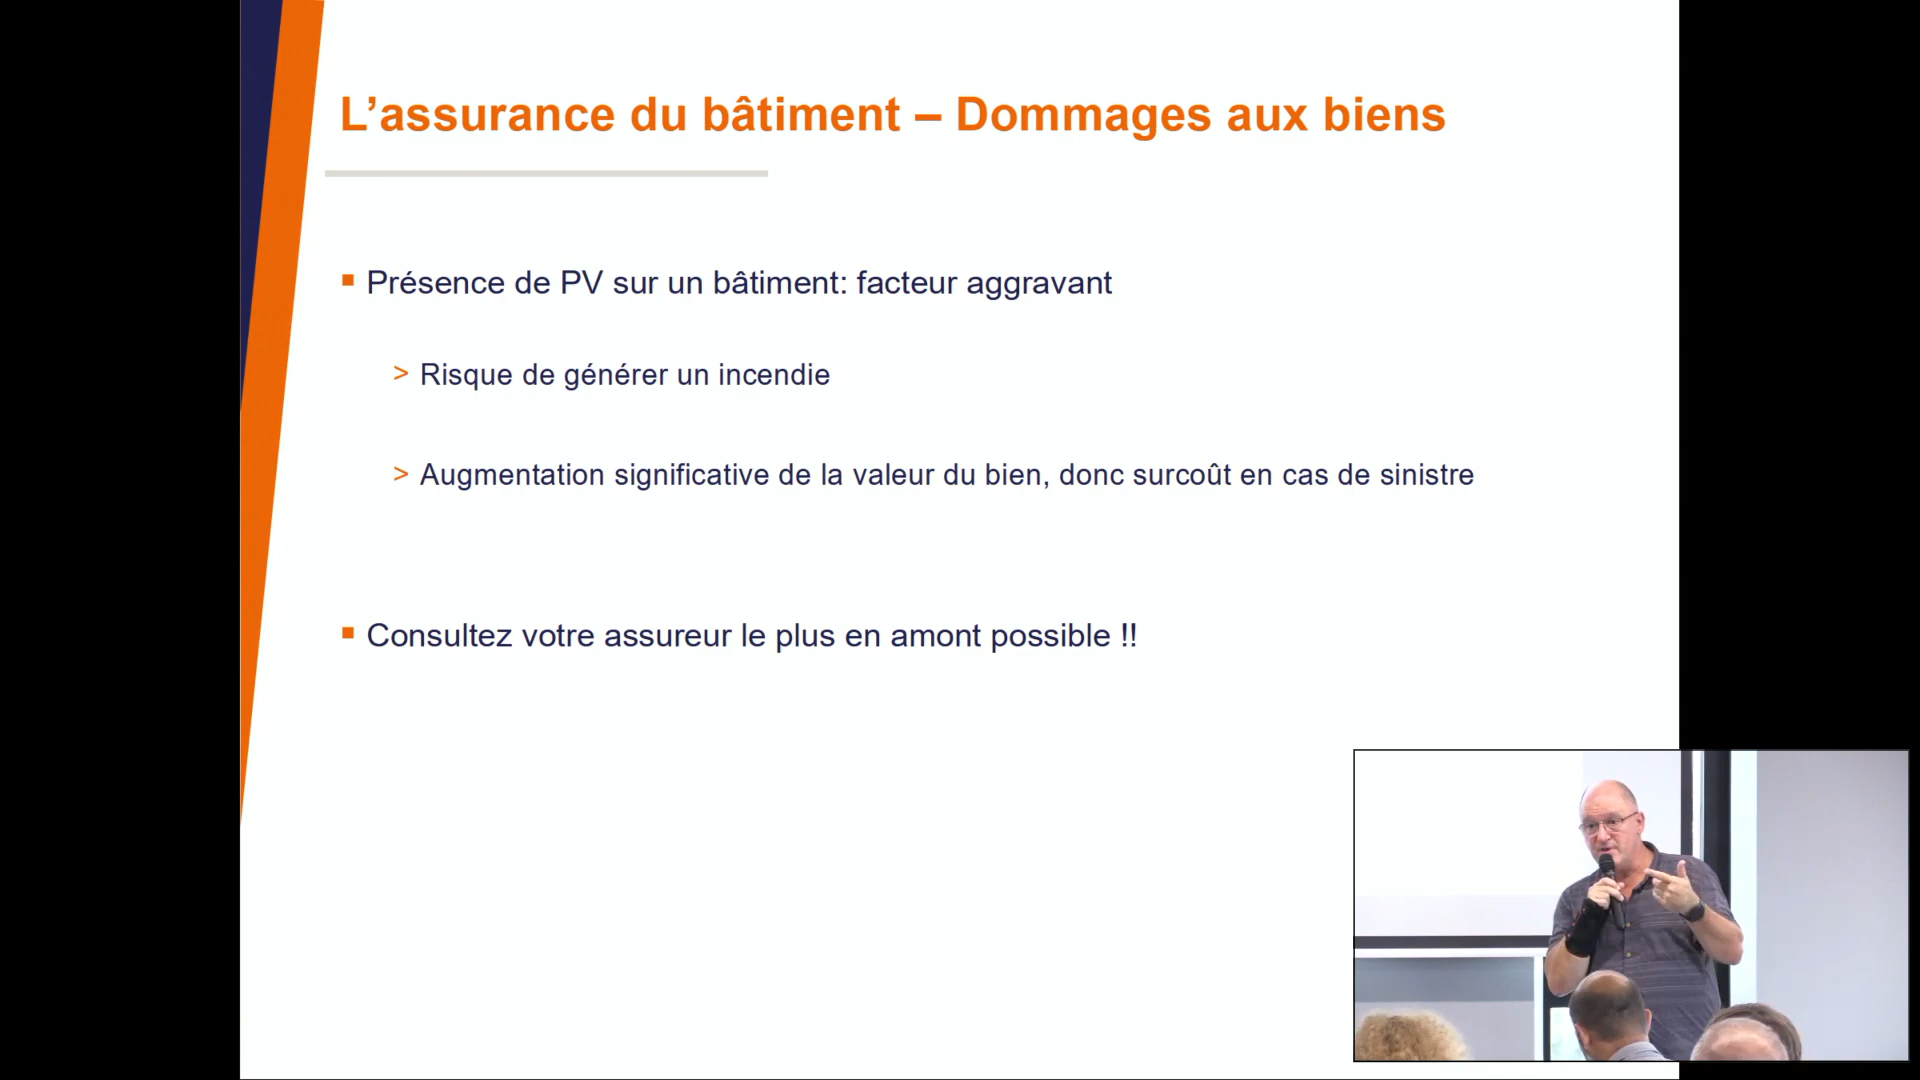 L’assurance du bâtiment – Dommages aux biens
Présence de PV sur un bâtiment: facteur aggravant
> Risque de générer un incendie
> Augmentation significative de la valeur du bien, donc surcoût en cas de sinistre
Consultez votre assureur le plus en amont possible !!